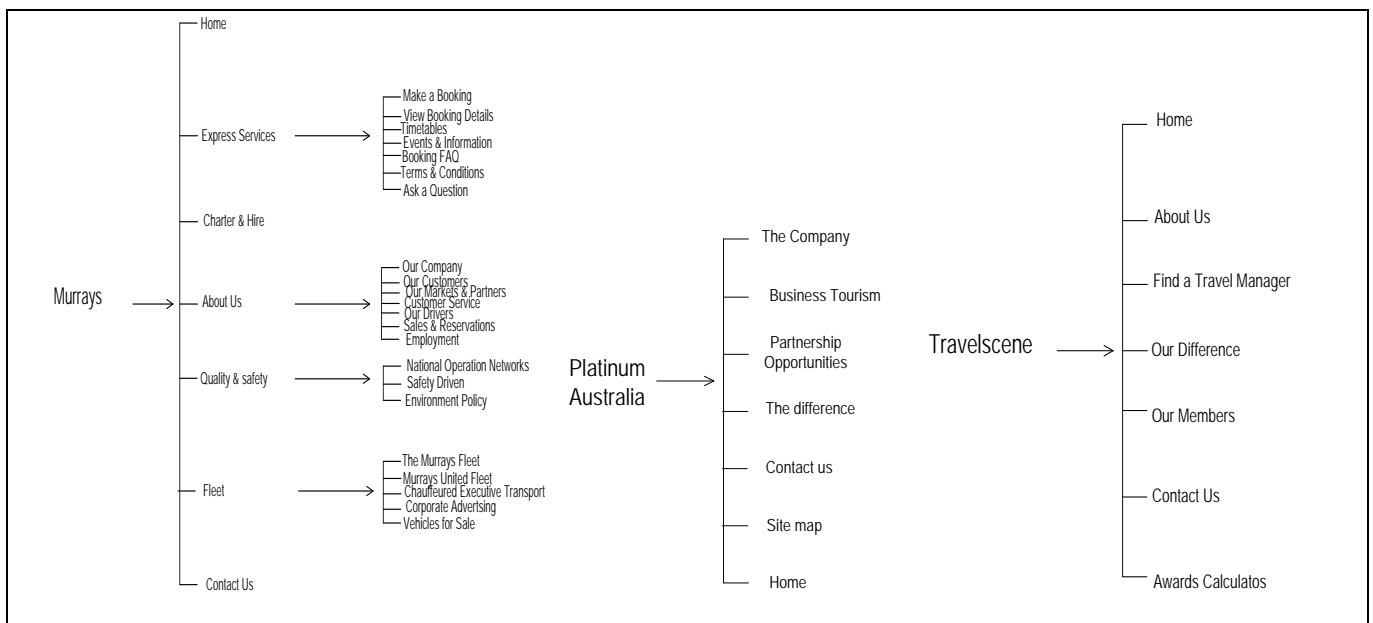 Murrays
Home
Express Services
Make a Booking
View Booking Details
Timetables
Events & Information
Booking FAQ
Terms & Conditions
Ask a Question
Charter & Hire
About Us
Our Company
Our Customers
Our Markets & Partners
Customer Service
Our Drivers
Sales & Reservations
Employment
Quality & safety
National Operation Networks
Safety Driven
Environment Policy
Fleet
The Murrays Fleet
Murrays United Fleet
Chauffeured Executive Transport
Corporate Advertsing
Vehicles for Sale
Contact Us
Platinum
Australia
The Company
Business Tourism
Partnership
Opportunities
The difference
Contact us
Site map
Home
Travelscene
Home
About Us
Find a Travel Manager
Our Difference
Our Members
Contact Us
Awards Calculatos